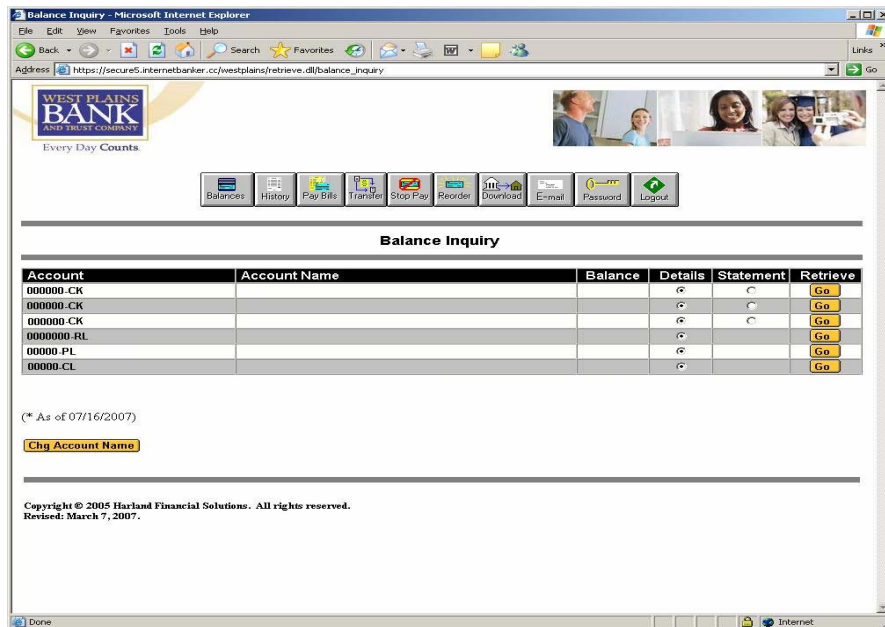 Balance Inquiry - Microsoft Internet Explorer
File Edit View Favorites Tools Help
Back Search Favorites Links »
Address https://secure5.internetbanker.cc/westplains/retrieve.dll/balance_inquiry Go
WEST PLAINS
BANK
AND TRUST COMPANY
Every Day Counts.
Balances History Pay Bills Transfer Stop Pay Reorder Download E-mail Password Logout
Balance Inquiry
Account Account Name Balance Details Statement Retrieve
000000-CK Go
000000-CK Go
000000-CK Go
0000000-RL Go
00000-PL Go
00000-CL Go
(* As of 07/16/2007)
Chg Account Name
Copyright © 2005 Harland Financial Solutions. All rights reserved.
Revised: March 7, 2007.
Done Internet